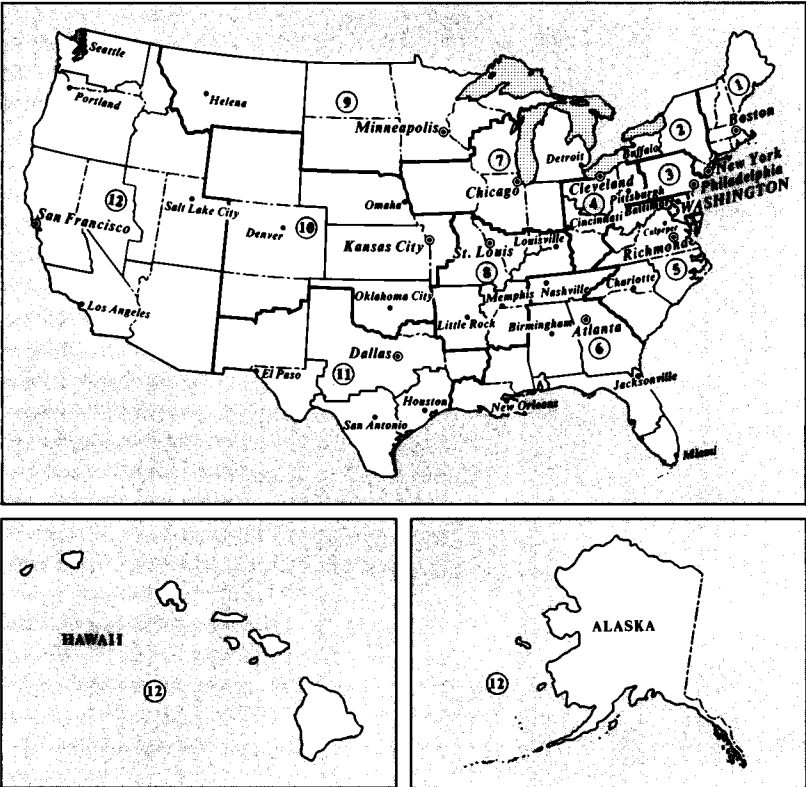 Seattle
Portland
Helena
9
Minneapolis
1
Boston
2
Buffalo
7
Detroit
Chicago
Cleveland
3
New York
Philadelphia
Pittsburgh
4
Cincinnati
Baltimore
WASHINGTON
12
San Francisco
Salt Lake City
Denver
10
Omaha
Kansas City
St. Louis
Louisville
8
Culpeper
Richmond
5
Charlotte
Los Angeles
Oklahoma City
Memphis
Nashville
Little Rock
Birmingham
Atlanta
6
Dallas
11
El Paso
Houston
San Antonio
New Orleans
Jacksonville
Miami
HAWAII
12
ALASKA
12